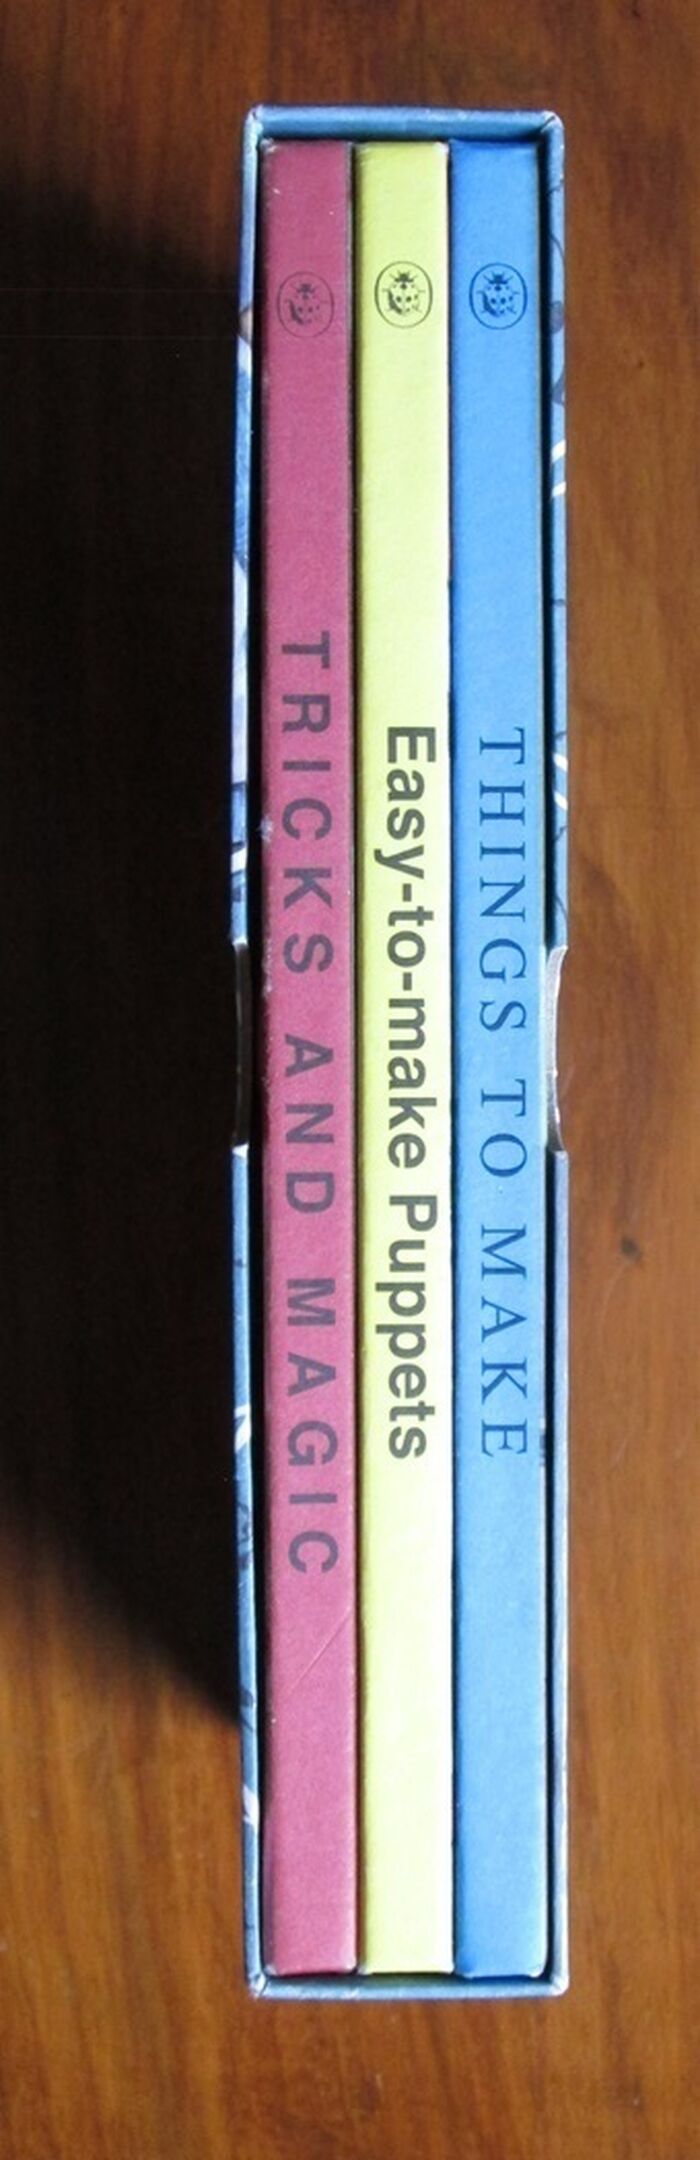 TRICKS AND MAGIC
Easy-to-make Puppets
THINGS TO MAKE